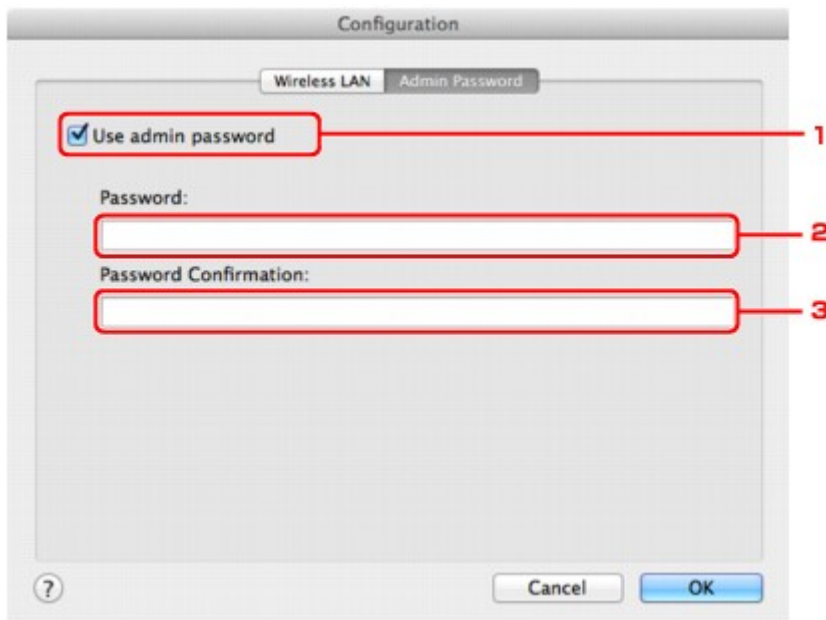 Configuration
Wireless LAN
Admin Password
Use admin password
1
Password:
2
Password Confirmation:
3
?
Cancel
OK